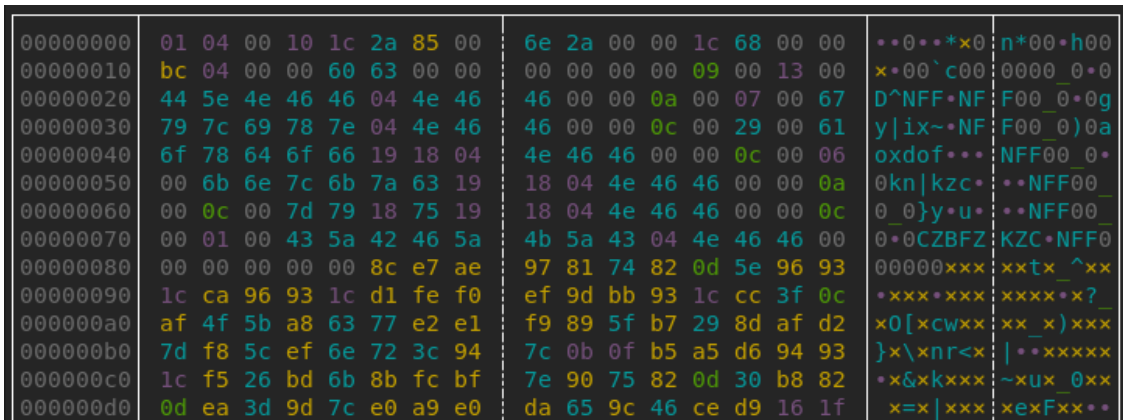 00000000 01 04 00 10 1c 2a 85 00 6e 2a 00 00 1c 68 00 00 ••0••*×0 n*00•h00
00000010 bc 04 00 00 60 63 00 00 00 00 00 00 09 00 13 00 ו00`c00 0000_0•0
00000020 44 5e 4e 46 46 04 4e 46 46 00 00 0a 00 07 00 67 D^NFF•NF F00_0•0g
00000030 79 7c 69 78 7e 04 4e 46 46 00 00 0c 00 29 00 61 y|ix~•NF F00_0)0a
00000040 6f 78 64 6f 66 19 18 04 4e 46 46 00 00 0c 00 06 oxdof••• NFF00_0•
00000050 00 6b 6e 7c 6b 7a 63 19 18 04 4e 46 46 00 00 0a 0kn|kzc• ••NFF00_
00000060 00 0c 00 7d 79 18 75 19 18 04 4e 46 46 00 00 0c 0_0}y•u• ••NFF00_
00000070 00 01 00 43 5a 42 46 5a 4b 5a 43 04 4e 46 46 00 0•0CZBFZ KZC•NFF0
00000080 00 00 00 00 00 8c e7 ae 97 81 74 82 0d 5e 96 93 00000××× ××t×_^××
00000090 1c ca 96 93 1c d1 fe f0 ef 9d bb 93 1c cc 3f 0c •×××•××× ××××•×?_
000000a0 af 4f 5b a8 63 77 e2 e1 f9 89 5f b7 29 8d af d2 ×O[×cw×× ××_×)×××
000000b0 7d f8 5c ef 6e 72 3c 94 7c 0b 0f b5 a5 d6 94 93 }×\×nr<× |••×××××
000000c0 1c f5 26 bd 6b 8b fc bf 7e 90 75 82 0d 30 b8 82 •×&×k××× ~×u×_0××
000000d0 0d ea 3d 9d 7c e0 a9 e0 da 65 9c 46 ce d9 16 1f _×=×|××× ×e×F×ו•